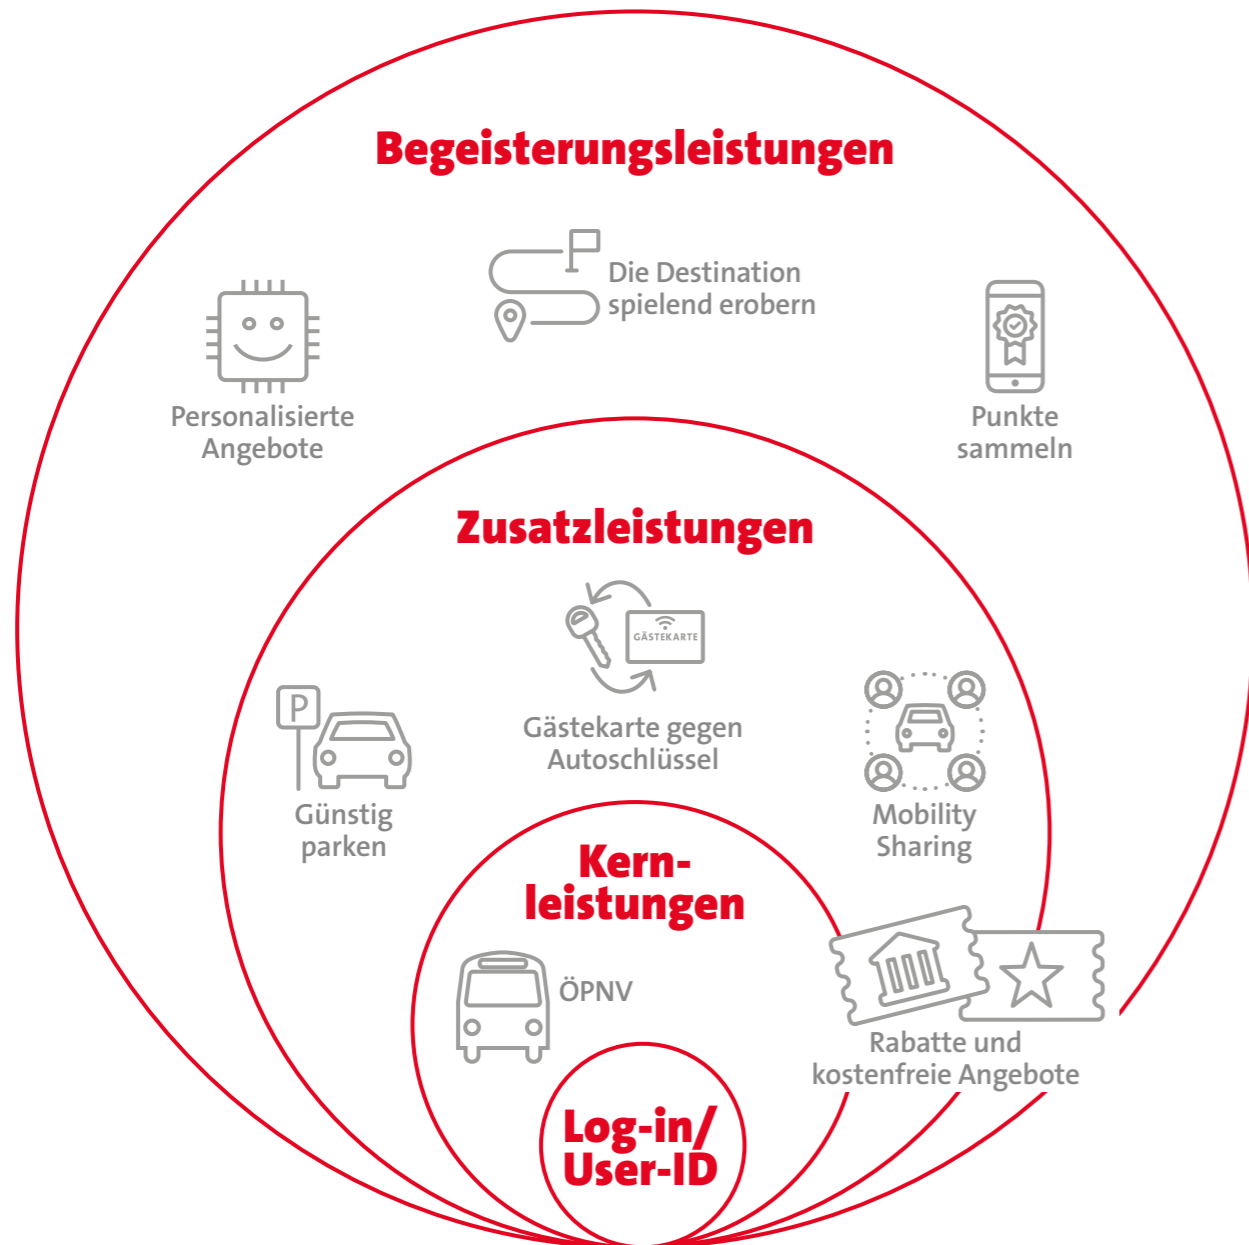 Begeisterungsleistungen
Die Destination
spielend erobern
Personalisierte
Angebote
Punkte
sammeln
Zusatzleistungen
GÄSTEKARTE
Gästekarte gegen
Autoschlüssel
P
Günstig
parken
Mobility
Sharing
Kern-
leistungen
ÖPNV
Rabatte und
kostenfreie Angebote
Log-in/
User-ID